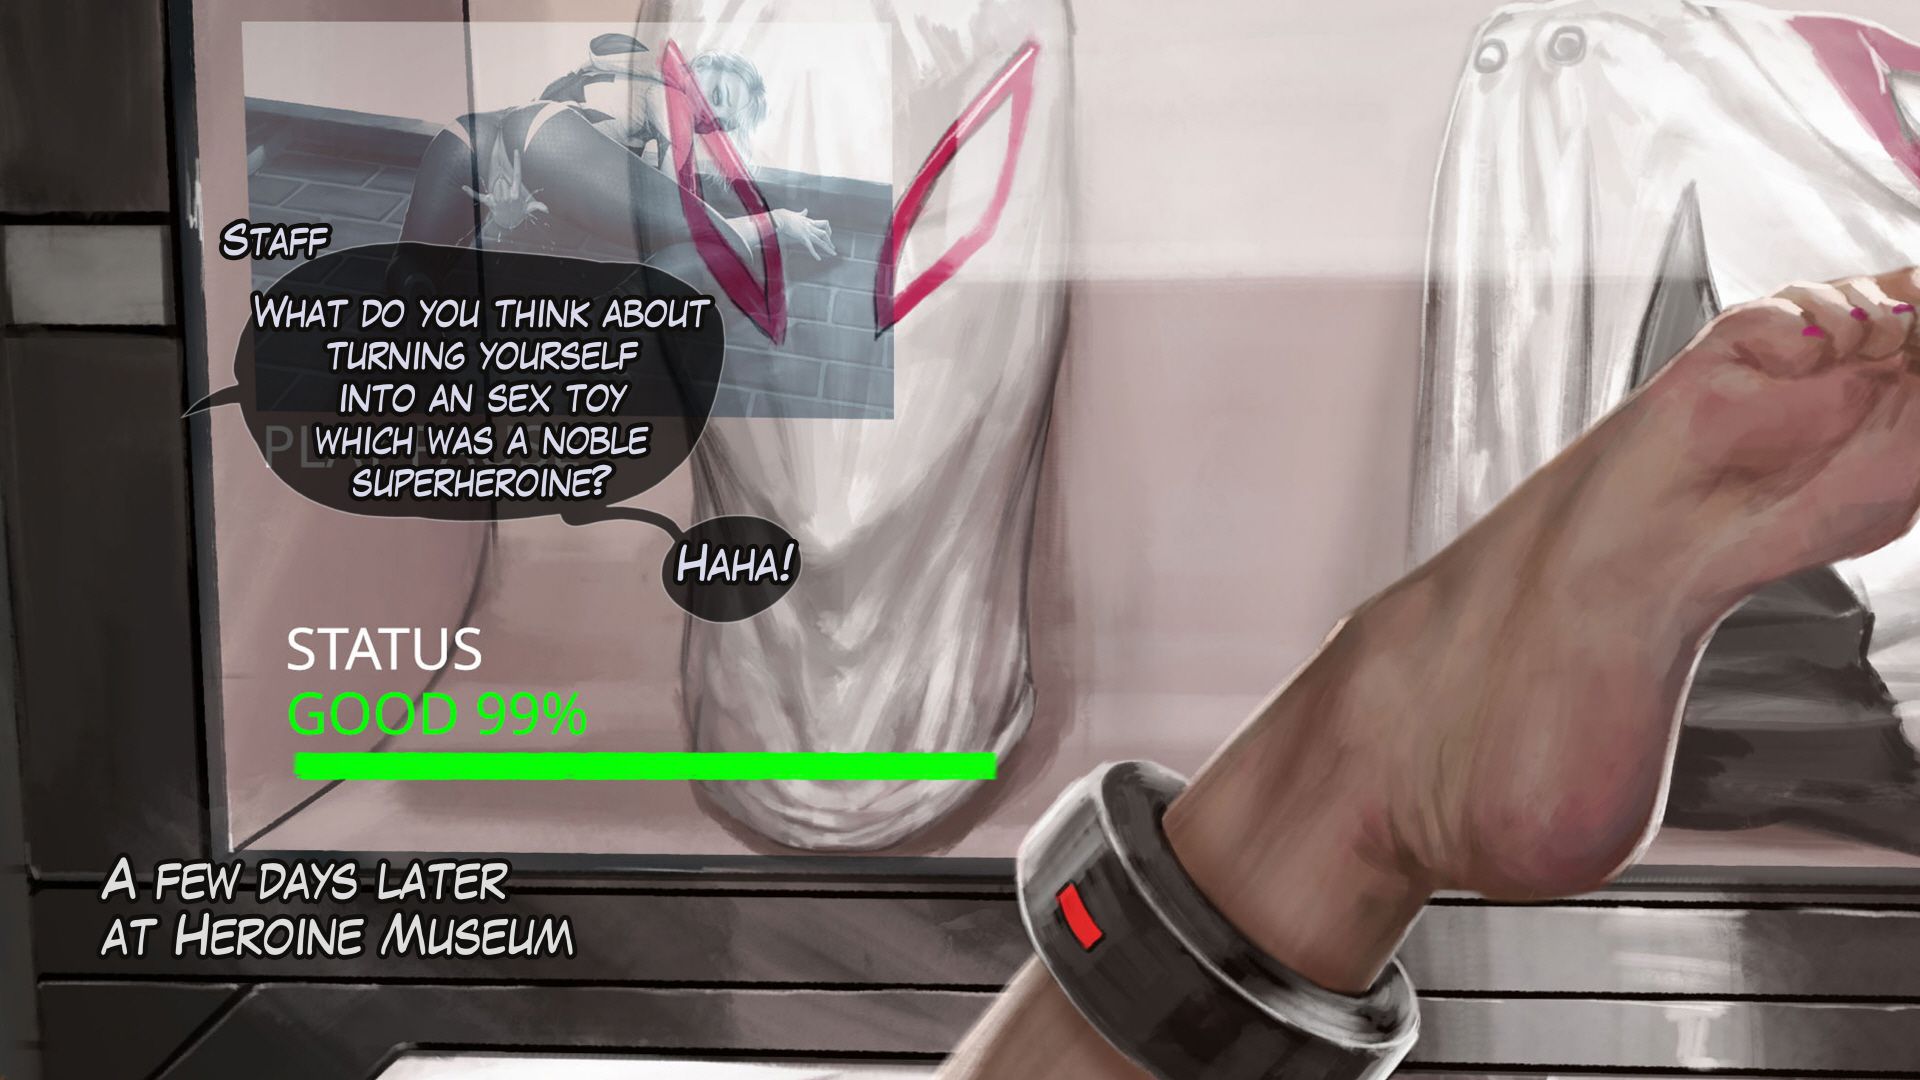 Staff
What do you think about
turning yourself
into an sex toy
which was a noble
superheroine?
Haha!
STATUS
GOOD 99%
A few days later
at Heroine Museum